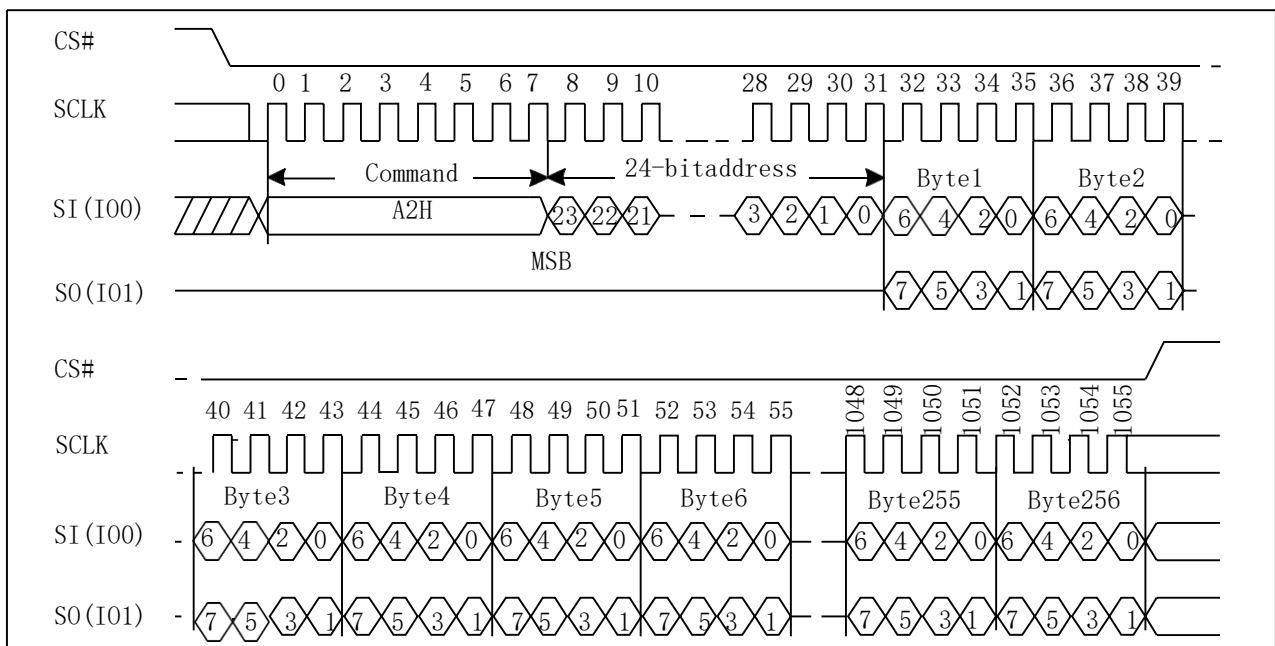 CS#
0 1 2 3 4 5 6 7 8 9 10 28 29 30 31 32 33 34 35 36 37 38 39
SCLK
Command 24-bitaddress Byte1 Byte2
SI(IO0) A2H 23 22 21 3 2 1 0 6 4 2 0 6 4 2 0
MSB
SO(IO1) 7 5 3 1 7 5 3 1
CS#
40 41 42 43 44 45 46 47 48 49 50 51 52 53 54 55 1048 1049 1050 1051 1052 1053 1054 1055
SCLK
Byte3 Byte4 Byte5 Byte6 Byte255 Byte256
SI(IO0) 6 4 2 0 6 4 2 0 6 4 2 0 6 4 2 0 6 4 2 0 6 4 2 0
SO(IO1) 7 5 3 1 7 5 3 1 7 5 3 1 7 5 3 1 7 5 3 1 7 5 3 1